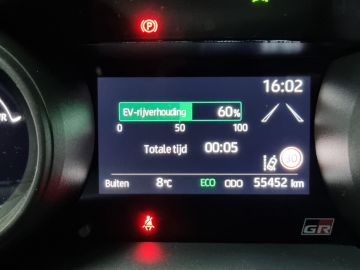 (P)
16:02
EV-rijverhouding 60%
0 50 100
Totale tijd 00:05
Buiten 8°C ECO ODO 55452 km
GR